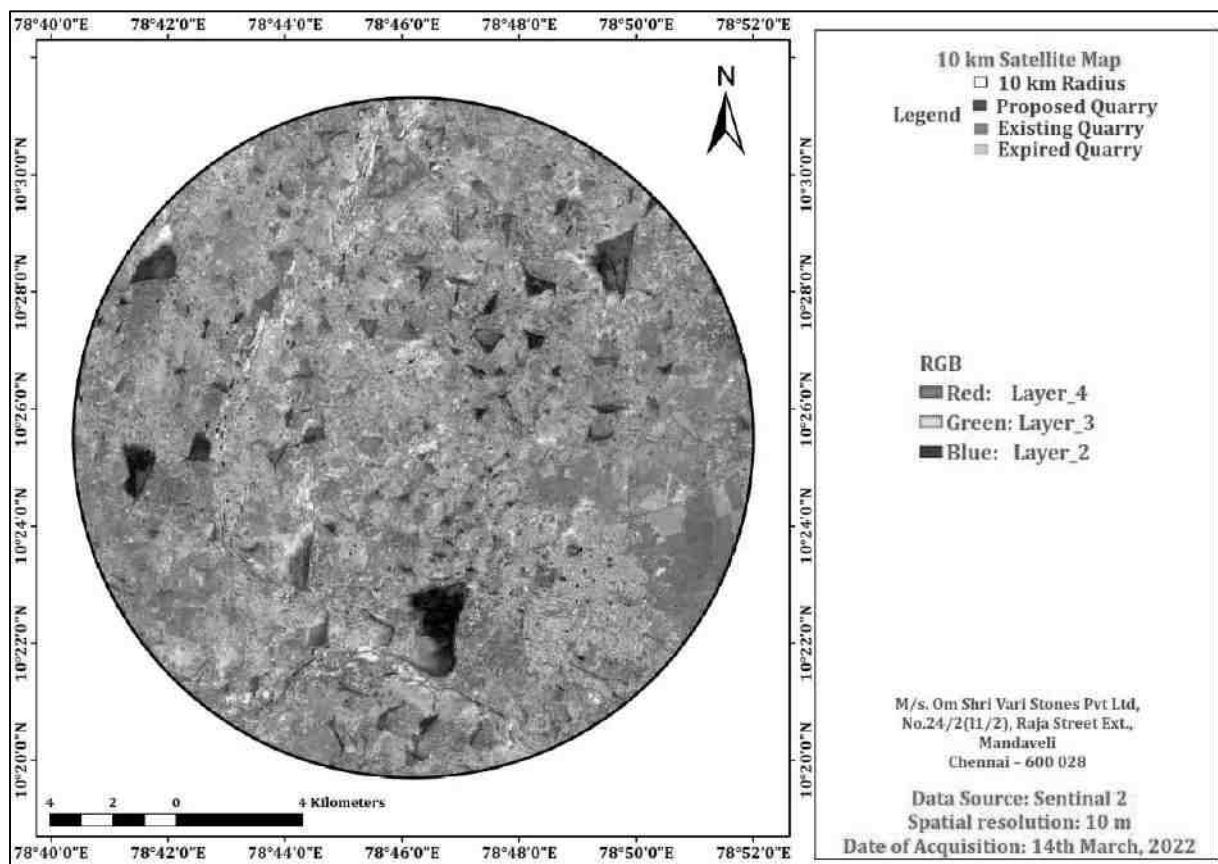 78°40'0"E 78°42'0"E 78°44'0"E 78°46'0"E 78°48'0"E 78°50'0"E 78°52'0"E
N
10°30'0"N 10°30'0"N
10°28'0"N 10°28'0"N
10°26'0"N 10°26'0"N
10°24'0"N 10°24'0"N
10°22'0"N 10°22'0"N
10°20'0"N 10°20'0"N
4 2 0 4 Kilometers
78°40'0"E 78°42'0"E 78°44'0"E 78°46'0"E 78°48'0"E 78°50'0"E 78°52'0"E
10 km Satellite Map
10 km Radius
Legend
Proposed Quarry
Existing Quarry
Expired Quarry
RGB
Red: Layer_4
Green: Layer_3
Blue: Layer_2
M/s. Om Shri Vari Stones Pvt Ltd,
No.24/2(11/2), Raja Street Ext.,
Mandaveli
Chennai – 600 028
Data Source: Sentinal 2
Spatial resolution: 10 m
Date of Acquisition: 14th March, 2022